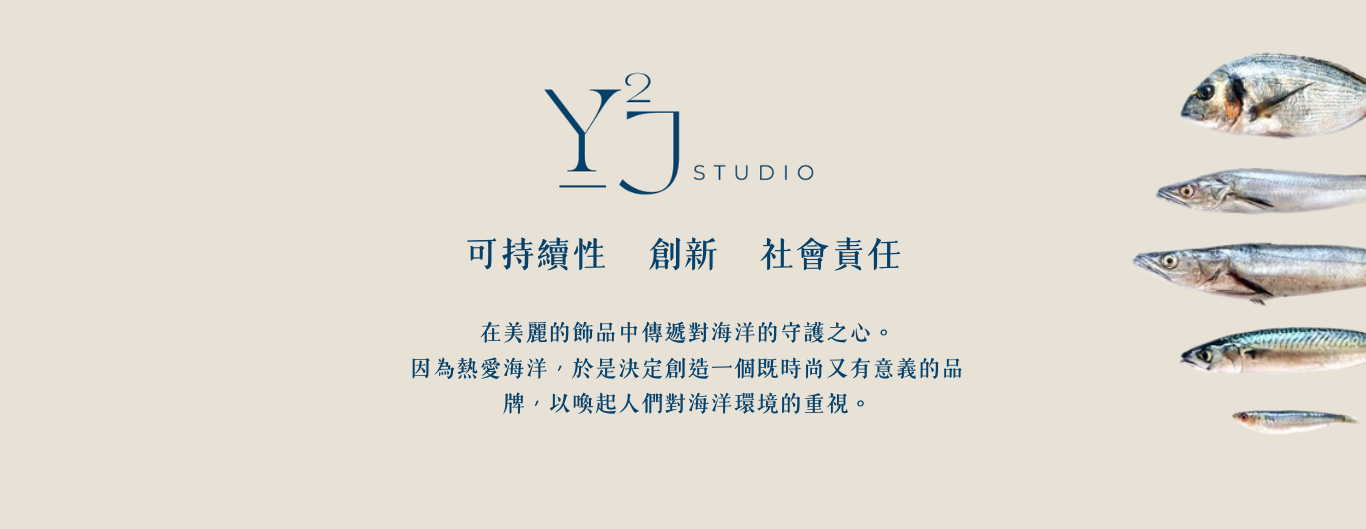 Y²J STUDIO
可持續性 創新 社會責任
在美麗的飾品中傳遞對海洋的守護之心。
因為熱愛海洋，於是決定創造一個既時尚又有意義的品
牌，以喚起人們對海洋環境的重視。